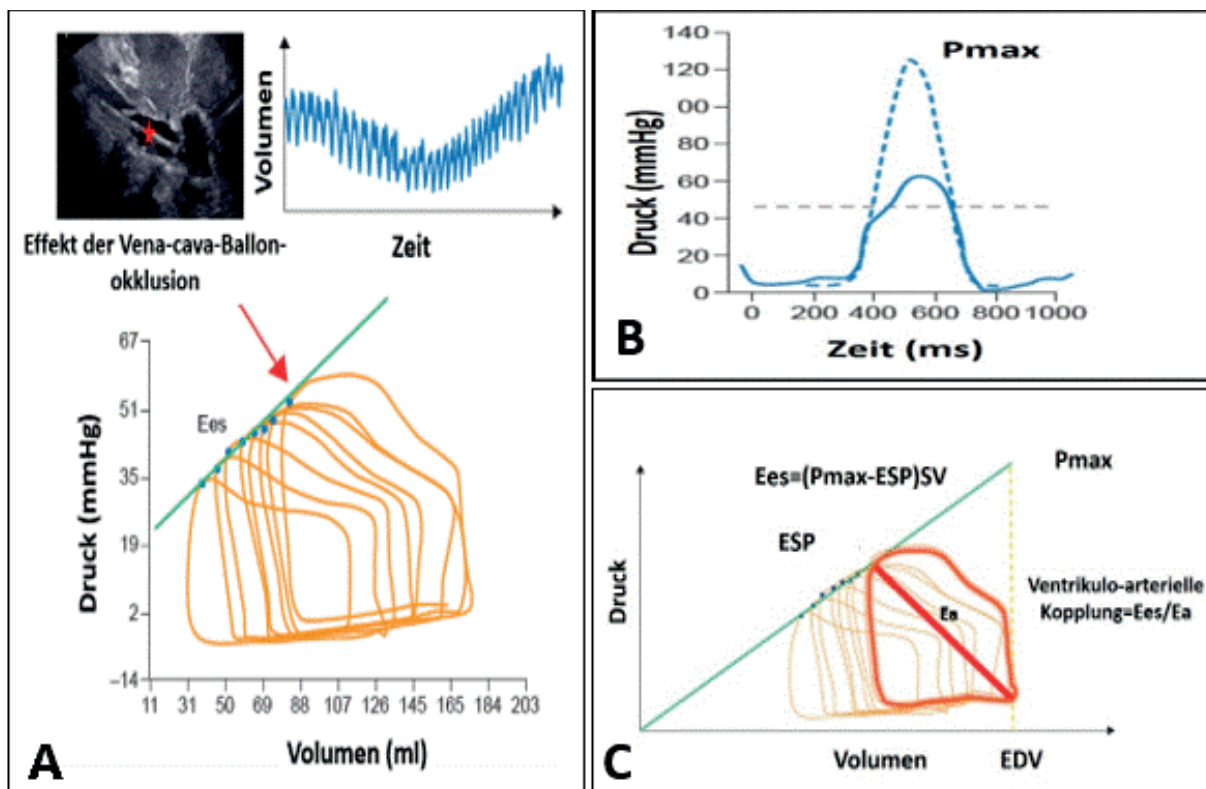 Volumen
Zeit
Effekt der Vena-cava-Ballon-
okklusion
67
51
35
19
2
–14
Ees
Druck (mmHg)
11 31 50 69 88 107 126 145 165 184 203
Volumen (ml)
A
Pmax
140
120
00
80
60
40
20
0
Druck (mmHg)
0 200 400 600 800 1000
Zeit (ms)
B
Ees=(Pmax-ESP)SV
Pmax
ESP
Ea
Ventrikulo-arterielle
Kopplung=Ees/Ea
Druck
Volumen
EDV
C